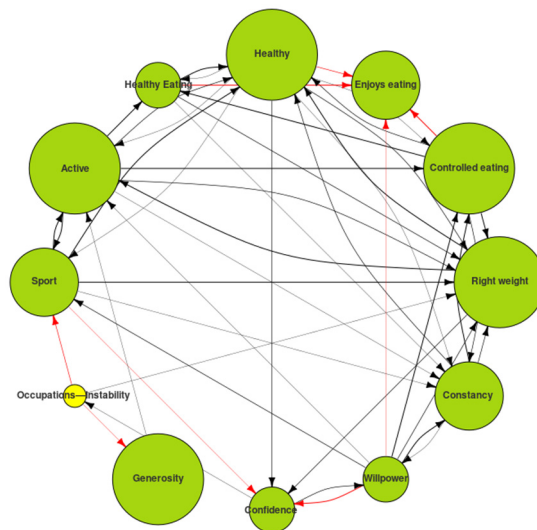 Healthy
Healthy Eating
Enjoys eating
Active
Controlled eating
Sport
Right weight
Occupations—Instability
Constancy
Generosity
Willpower
Confidence